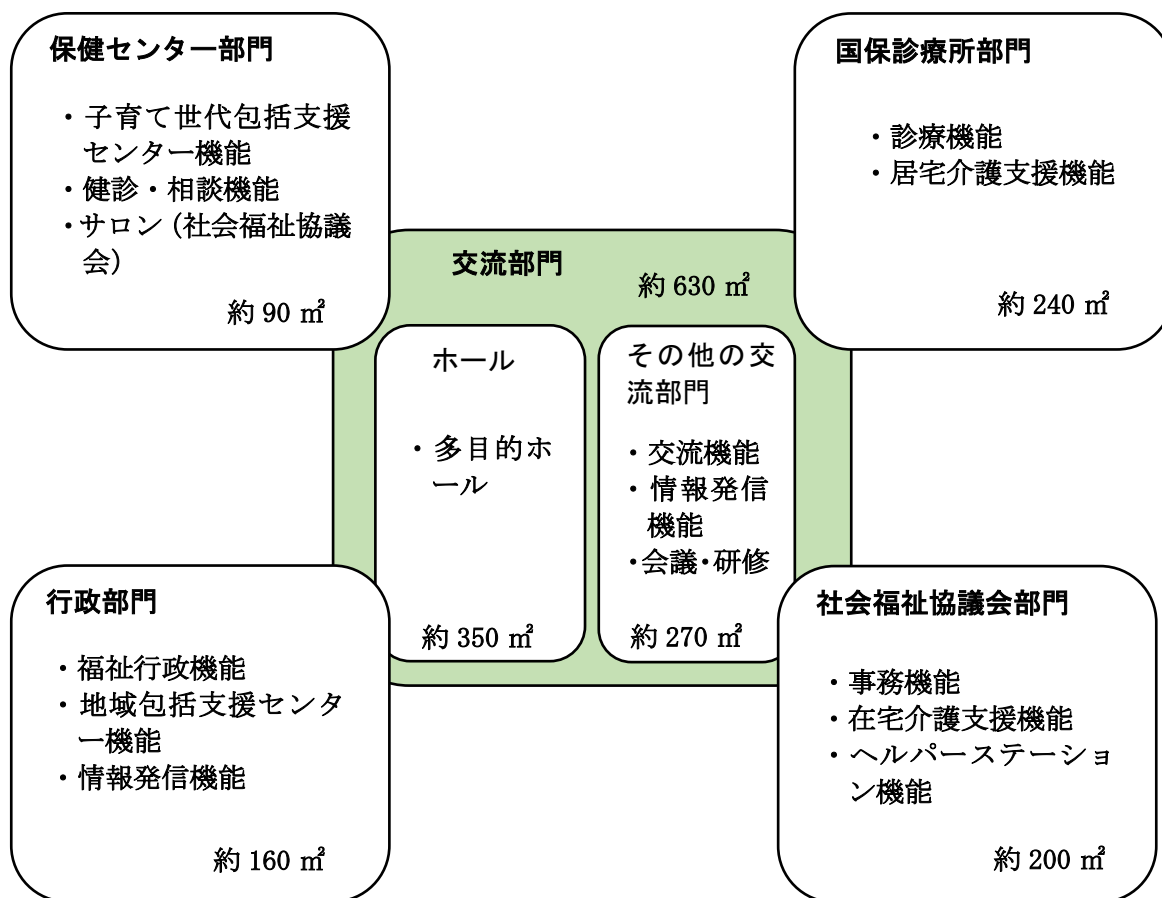 保健センター部門
・子育て世代包括支援
センター機能
・健診・相談機能
・サロン（社会福祉協議
会）
約 90 ㎡
国保診療所部門
・診療機能
・居宅介護支援機能
約 240 ㎡
交流部門
約 630 ㎡
ホール
・多目的ホ
ール
約 350 ㎡
その他の交
流部門
・交流機能
・情報発信
機能
・会議・研修
約 270 ㎡
行政部門
・福祉行政機能
・地域包括支援センタ
ー機能
・情報発信機能
約 160 ㎡
社会福祉協議会部門
・事務機能
・在宅介護支援機能
・ヘルパーステーショ
ン機能
約 200 ㎡